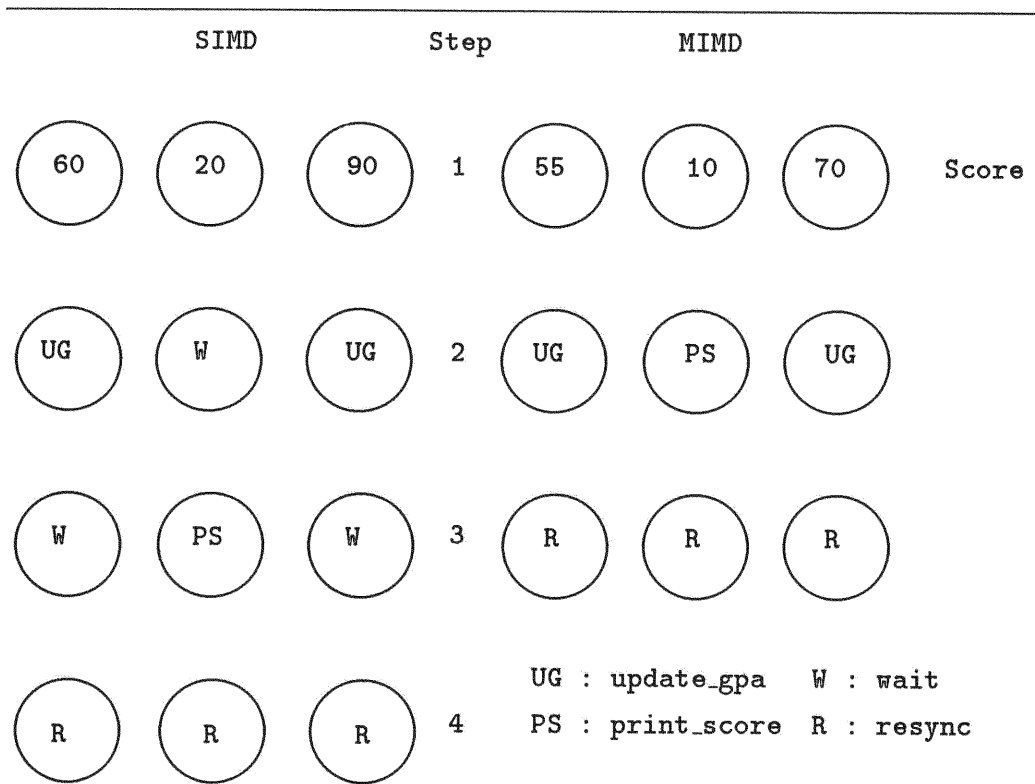 SIMD Step MIMD
60 20 90 1 55 10 70 Score
UG W UG 2 UG PS UG
W PS W 3 R R R
UG : update_gpa W : wait
R R R 4 PS : print_score R : resync